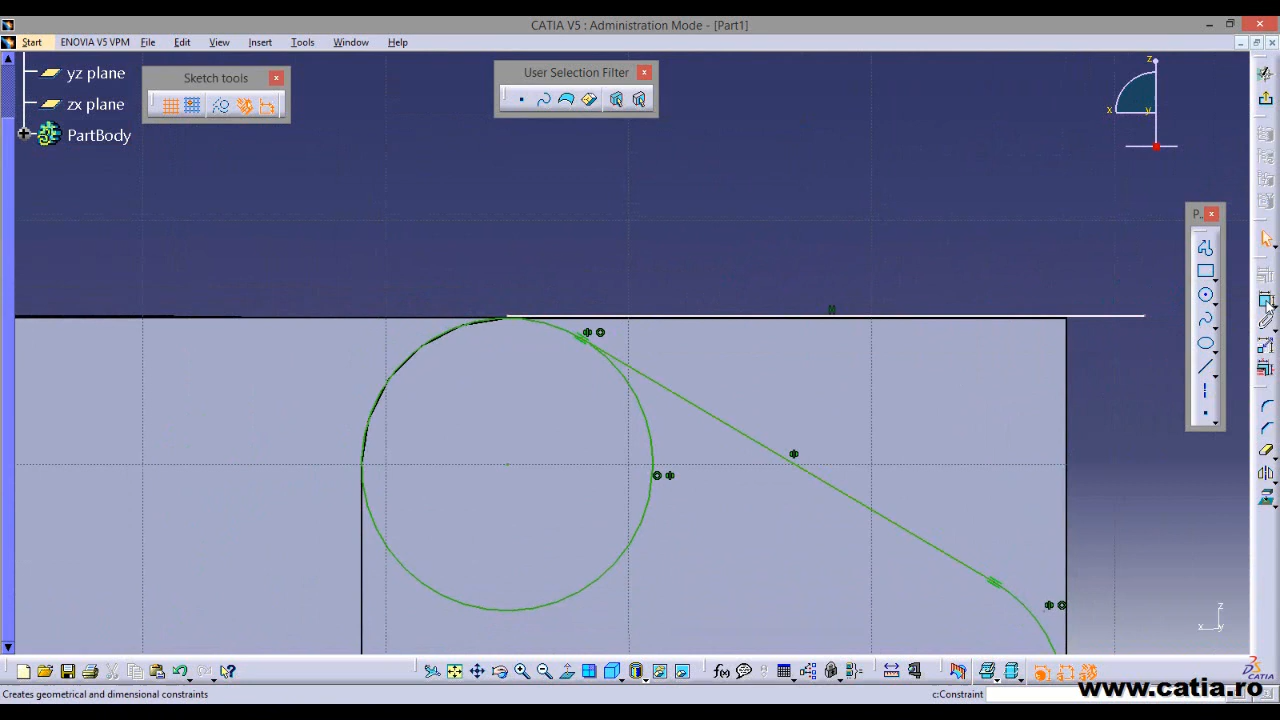 CATIA V5 : Administration Mode - [Part1]
Start ENOVIA V5 VPM File Edit View Insert Tools Window Help
yz plane
zx plane
PartBody
Sketch tools
User Selection Filter
z
x
y
P..
H
z
x
y
f(x)
CATIA
Creates geometrical and dimensional constraints
c:Constraint
www.catia.ro